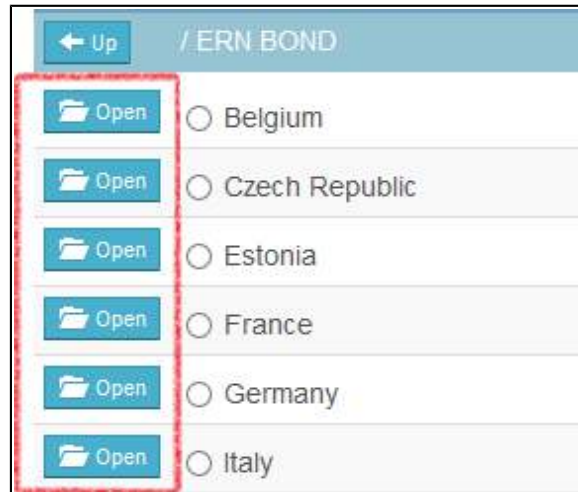 Up / ERN BOND
Open Belgium
Open Czech Republic
Open Estonia
Open France
Open Germany
Open Italy